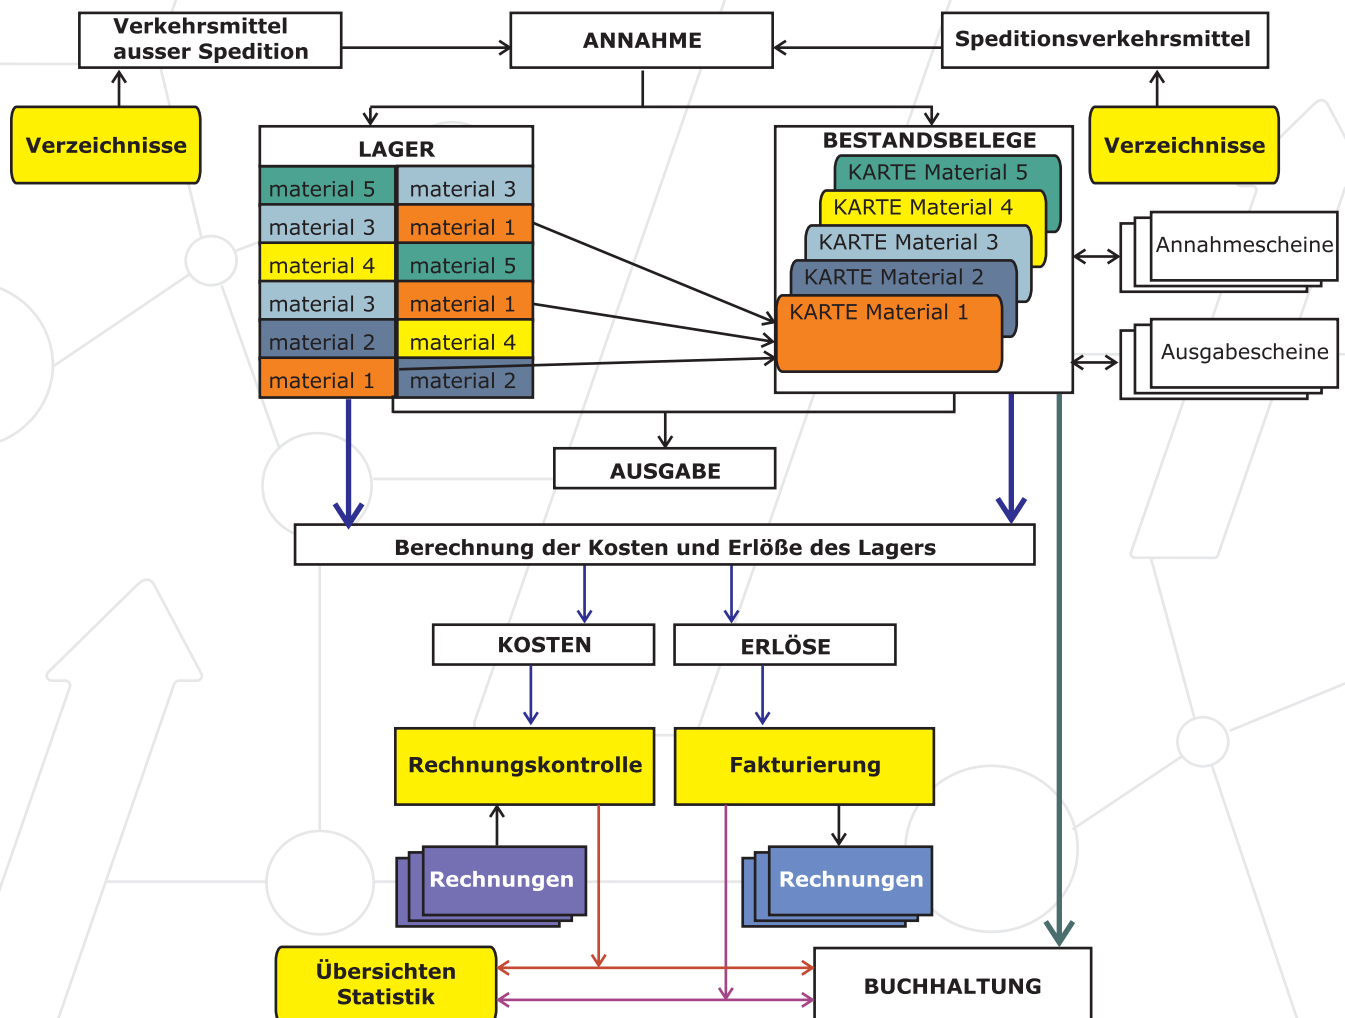 Verkehrsmittel
ausser Spedition
ANNAHME
Speditionsverkehrsmittel
Verzeichnisse
Verzeichnisse
LAGER
material 5 material 3
material 3 material 1
material 4 material 5
material 3 material 1
material 2 material 4
material 1 material 2
BESTANDSBELEGE
KARTE Material 5
KARTE Material 4
KARTE Material 3
KARTE Material 2
KARTE Material 1
Annahmescheine
Ausgabescheine
AUSGABE
Berechnung der Kosten und Erlöße des Lagers
KOSTEN
ERLÖSE
Rechnungskontrolle
Fakturierung
Rechnungen
Rechnungen
Übersichten
Statistik
BUCHHALTUNG